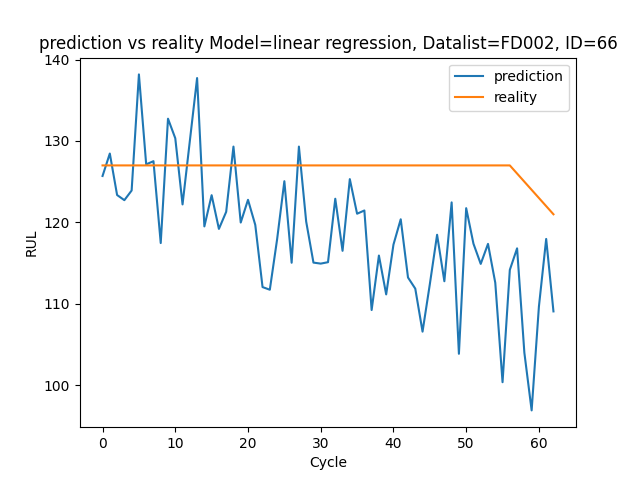 prediction vs reality Model=linear regression, Datalist=FD002, ID=66
140
130
120
110
100
RUL
prediction
reality
0 10 20 30 40 50 60
Cycle